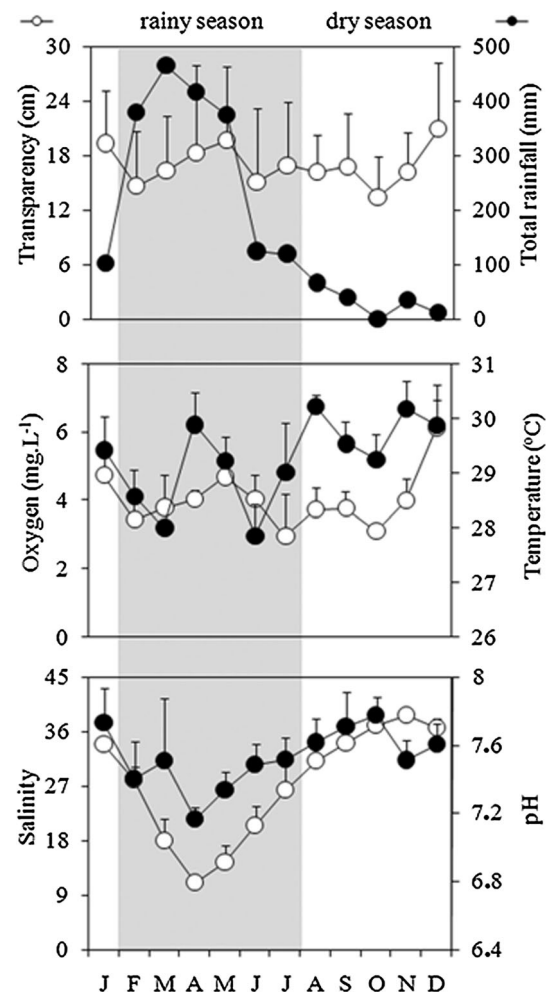 rainy season dry season
30 500
24 400
18 300
12 200
6 100
0 0
Transparency (cm)
Total rainfall (mm)
8 31
6 30
4 29
2 28
0 27
26
Oxygen (mg.L-1)
Temperature (ºC)
45 8
36 7.6
27 7.2
18 6.8
9 6.4
0
Salinity
pH
J F M A M J J A S O N D